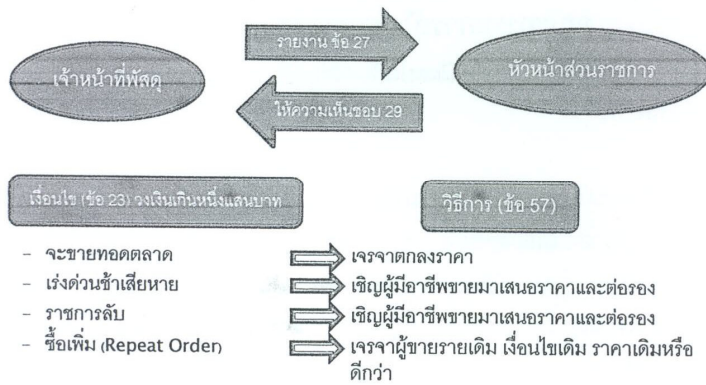 รายงาน ข้อ 27
เจ้าหน้าที่พัสดุ
หัวหน้าส่วนราชการ
ให้ความเห็นชอบ 29
เงื่อนไข (ข้อ 23) วงเงินเกินหนึ่งแสนบาท
วิธีการ (ข้อ 57)
- จะขายทอดตลาด
เจรจาตกลงราคา
- เร่งด่วนช้าเสียหาย
เชิญผู้มีอาชีพขายมาเสนอราคาและต่อรอง
- ราชการลับ
เชิญผู้มีอาชีพขายมาเสนอราคาและต่อรอง
- ซื้อเพิ่ม (Repeat Order)
เจรจาผู้ขายรายเดิม เงื่อนไขเดิม ราคาเดิมหรือ
ดีกว่า